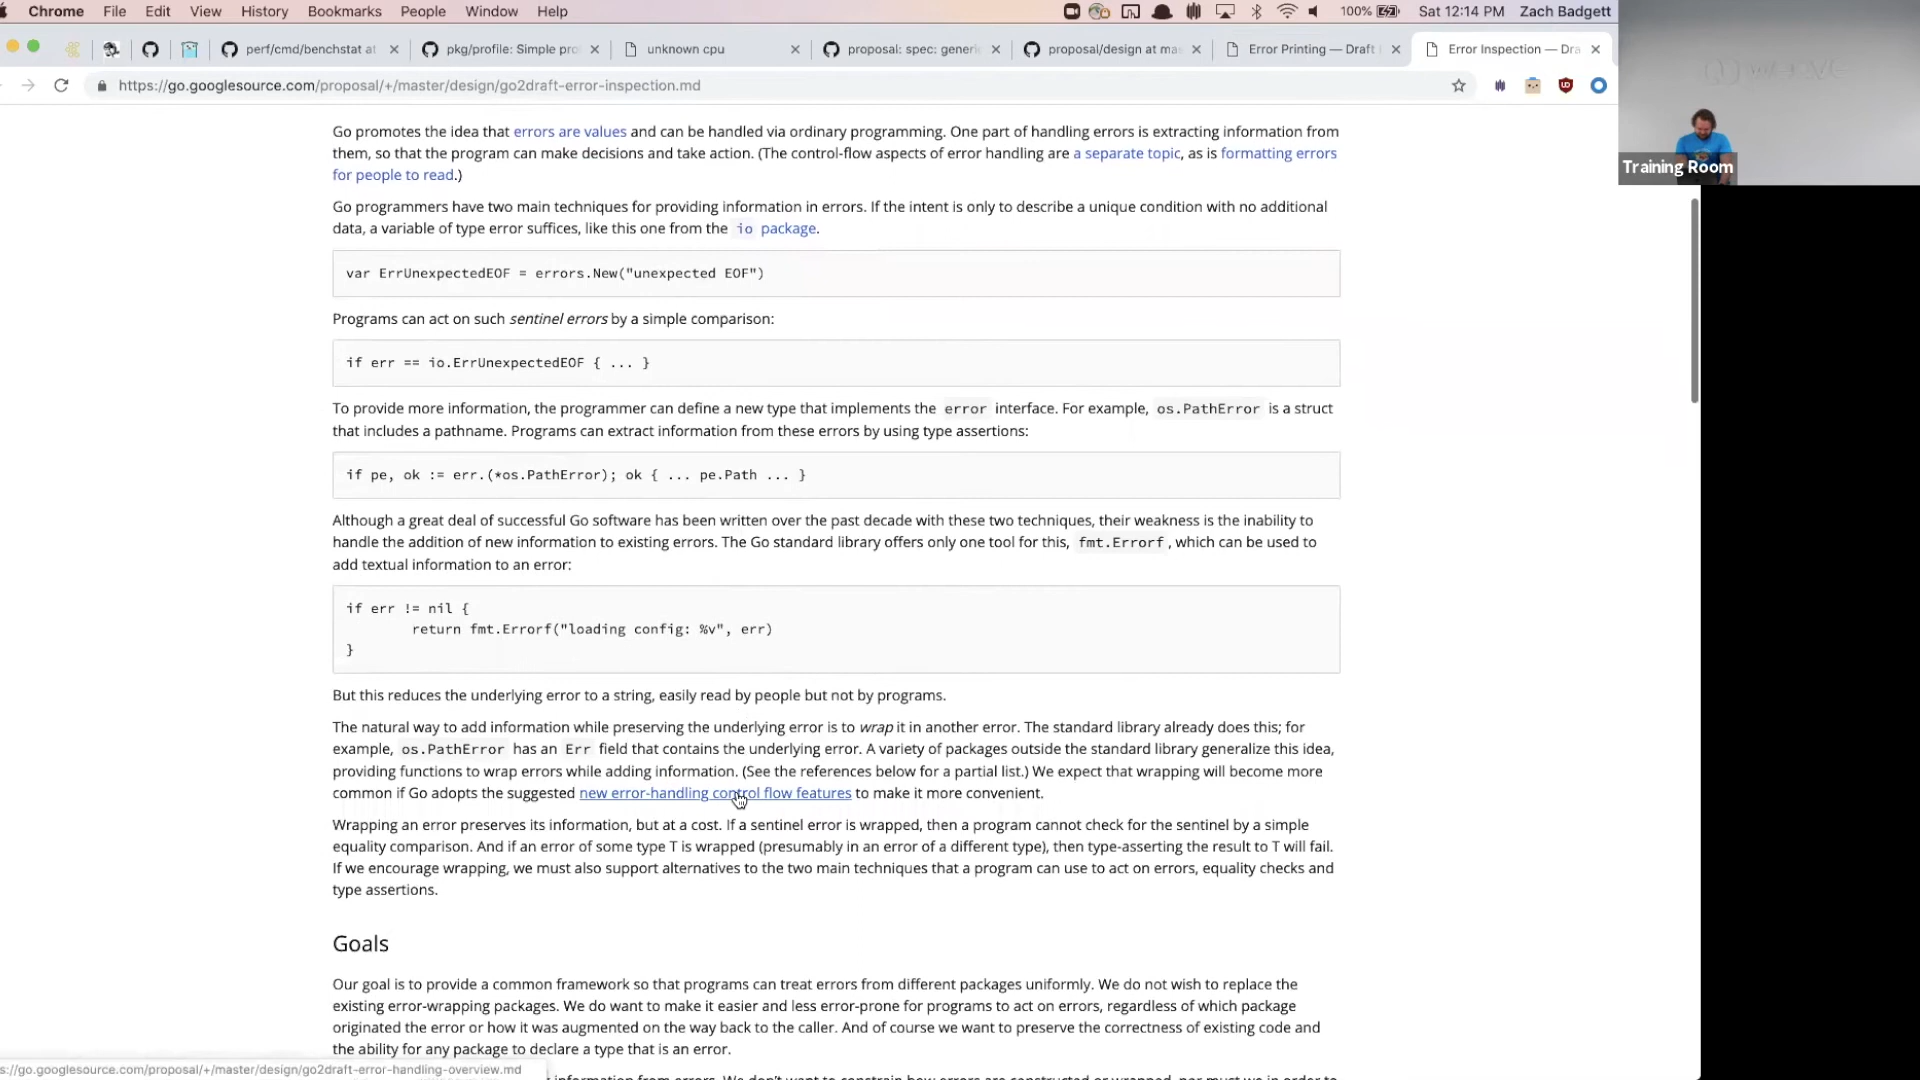 Chrome File Edit View History Bookmarks People Window Help 100% Sat 12:14 PM Zach Badgett
perf/cmd/benchstat at pkg/profile: Simple pro unknown cpu proposal: spec: generi proposal/design at mas Error Printing — Draft Error Inspection — Dra
https://go.googlesource.com/proposal/+/master/design/go2draft-error-inspection.md
Training Room
Go promotes the idea that errors are values and can be handled via ordinary programming. One part of handling errors is extracting information from
them, so that the program can make decisions and take action. (The control-flow aspects of error handling are a separate topic, as is formatting errors
for people to read.)
Go programmers have two main techniques for providing information in errors. If the intent is only to describe a unique condition with no additional
data, a variable of type error suffices, like this one from the io package.
var ErrUnexpectedEOF = errors.New("unexpected EOF")
Programs can act on such sentinel errors by a simple comparison:
if err == io.ErrUnexpectedEOF { ... }
To provide more information, the programmer can define a new type that implements the error interface. For example, os.PathError is a struct
that includes a pathname. Programs can extract information from these errors by using type assertions:
if pe, ok := err.(*os.PathError); ok { ... pe.Path ... }
Although a great deal of successful Go software has been written over the past decade with these two techniques, their weakness is the inability to
handle the addition of new information to existing errors. The Go standard library offers only one tool for this, fmt.Errorf, which can be used to
add textual information to an error:
if err != nil {
return fmt.Errorf("loading config: %v", err)
}
But this reduces the underlying error to a string, easily read by people but not by programs.
The natural way to add information while preserving the underlying error is to wrap it in another error. The standard library already does this; for
example, os.PathError has an Err field that contains the underlying error. A variety of packages outside the standard library generalize this idea,
providing functions to wrap errors while adding information. (See the references below for a partial list.) We expect that wrapping will become more
common if Go adopts the suggested new error-handling control flow features to make it more convenient.
Wrapping an error preserves its information, but at a cost. If a sentinel error is wrapped, then a program cannot check for the sentinel by a simple
equality comparison. And if an error of some type T is wrapped (presumably in an error of a different type), then type-asserting the result to T will fail.
If we encourage wrapping, we must also support alternatives to the two main techniques that a program can use to act on errors, equality checks and
type assertions.
Goals
Our goal is to provide a common framework so that programs can treat errors from different packages uniformly. We do not wish to replace the
existing error-wrapping packages. We do want to make it easier and less error-prone for programs to act on errors, regardless of which package
originated the error or how it was augmented on the way back to the caller. And of course we want to preserve the correctness of existing code and
the ability for any package to declare a type that is an error.
s://go.googlesource.com/proposal/+/master/design/go2draft-error-handling-overview.md